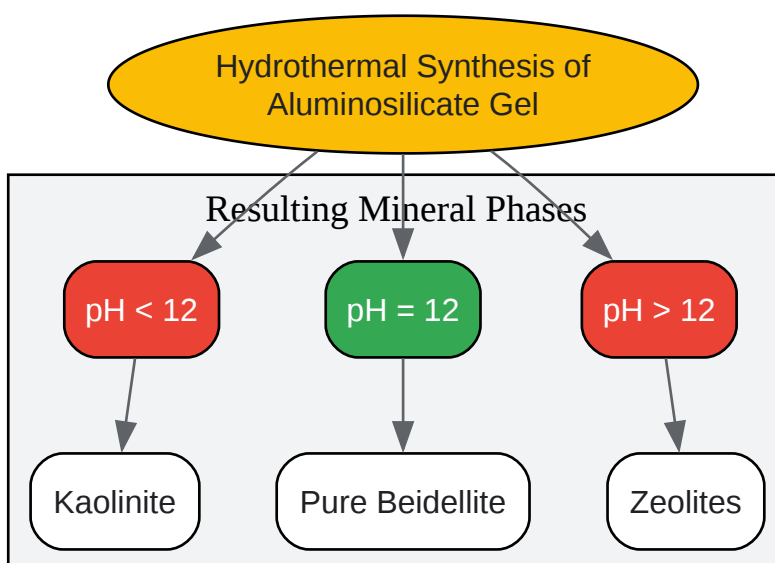 Hydrothermal Synthesis of
Aluminosilicate Gel
Resulting Mineral Phases
pH < 12
pH = 12
pH > 12
Kaolinite
Pure Beidellite
Zeolites